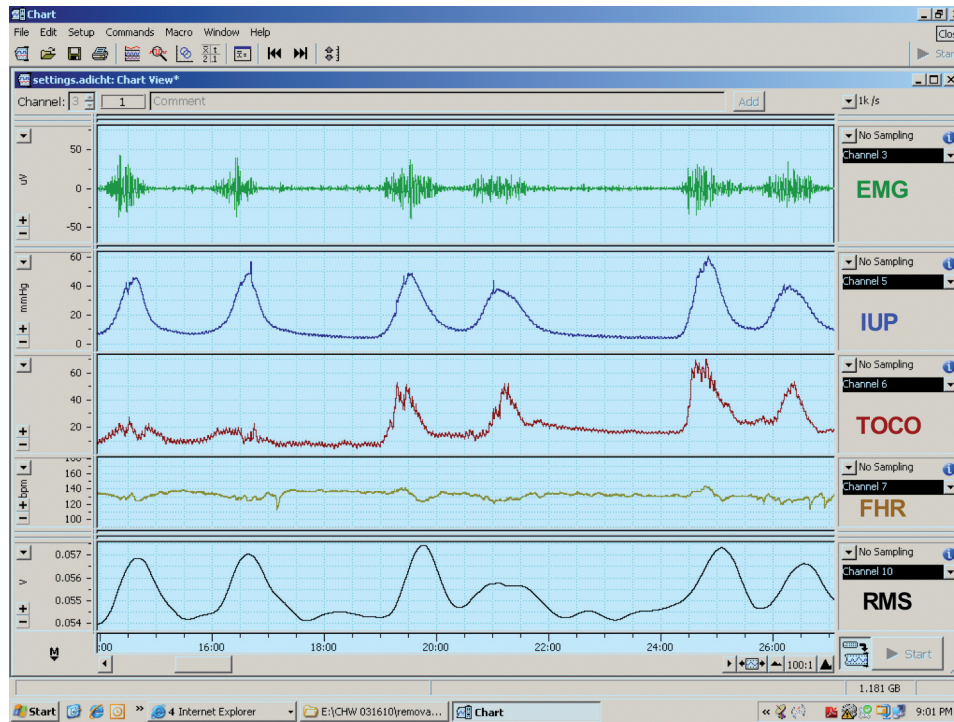 Chart
File Edit Setup Commands Macro Window Help
Clos
Star
settings.adicht: Chart View*
Channel: 3 1 Comment Add 1k /s
50
0
-50
uV
No Sampling
Channel 3
EMG
60
40
20
0
mmHg
No Sampling
Channel 5
IUP
60
40
20
No Sampling
Channel 6
TOCO
160
140
120
100
bpm
No Sampling
Channel 7
FHR
0.057
0.056
0.055
0.054
V
No Sampling
Channel 10
RMS
M
:00 16:00 18:00 20:00 22:00 24:00 26:00
100:1
Start
1.181 GB
Start » 4 Internet Explorer E:\CHW 031610\remova... Chart « 9:01 PM